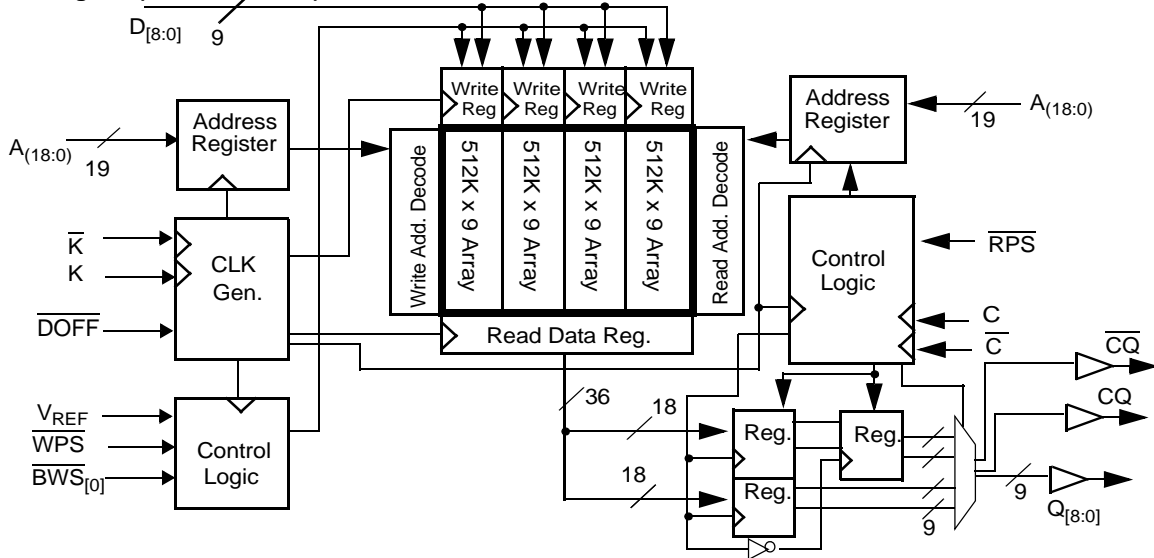 D[8:0]
9
Write Reg
Write Reg
Write Reg
Write Reg
Address Register
A(18:0)
19
Address Register
A(18:0)
19
Write Add. Decode
512K x 9 Array
512K x 9 Array
512K x 9 Array
512K x 9 Array
Read Add. Decode
K
K
DOFF
CLK Gen.
Control Logic
RPS
C
C
Read Data Reg.
CQ
CQ
36
18
Reg.
Reg.
VREF
WPS
BWS[0]
Control Logic
18
Reg.
9
9
Q[8:0]